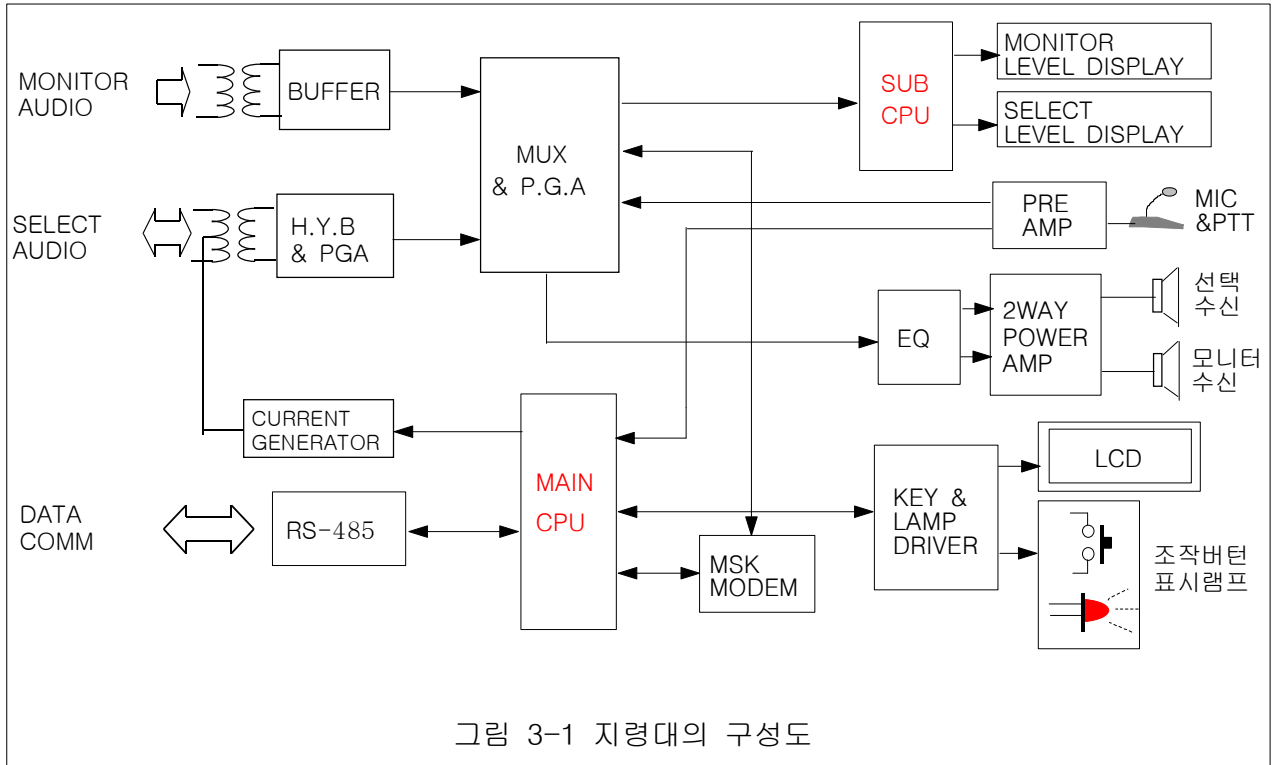 MONITOR
AUDIO
BUFFER
MUX
& P.G.A
SUB
CPU
MONITOR
LEVEL DISPLAY
SELECT
LEVEL DISPLAY
SELECT
AUDIO
H.Y.B
& PGA
PRE
AMP
MIC
&PTT
EQ
2WAY
POWER
AMP
선택
수신
모니터
수신
CURRENT
GENERATOR
MAIN
CPU
DATA
COMM
RS-485
MSK
MODEM
KEY &
LAMP
DRIVER
LCD
조작버턴
표시램프
그림 3-1 지령대의 구성도